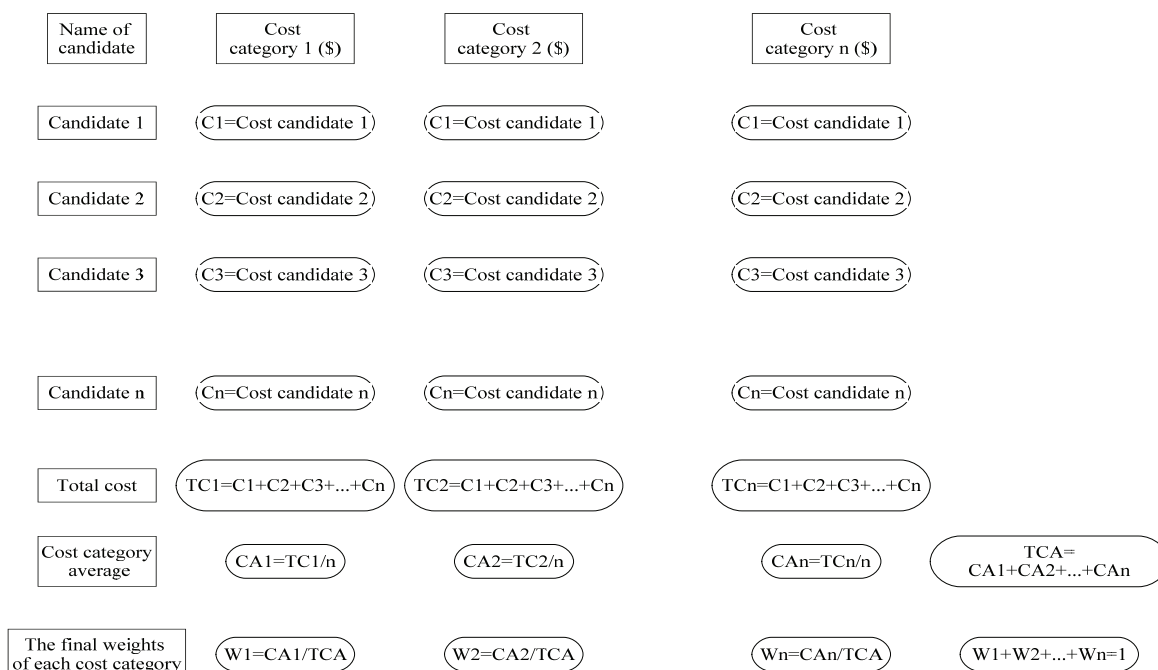 Name of
candidate
Cost
category 1 ($)
Cost
category 2 ($)
Cost
category n ($)
Candidate 1
C1=Cost candidate 1
C1=Cost candidate 1
C1=Cost candidate 1
Candidate 2
C2=Cost candidate 2
C2=Cost candidate 2
C2=Cost candidate 2
Candidate 3
C3=Cost candidate 3
C3=Cost candidate 3
C3=Cost candidate 3
Candidate n
Cn=Cost candidate n
Cn=Cost candidate n
Cn=Cost candidate n
Total cost
TC1=C1+C2+C3+...+Cn
TC2=C1+C2+C3+...+Cn
TCn=C1+C2+C3+...+Cn
Cost category
average
CA1=TC1/n
CA2=TC2/n
CAn=TCn/n
TCA=
CA1+CA2+...+CAn
The final weights
of each cost category
W1=CA1/TCA
W2=CA2/TCA
Wn=CAn/TCA
W1+W2+...+Wn=1